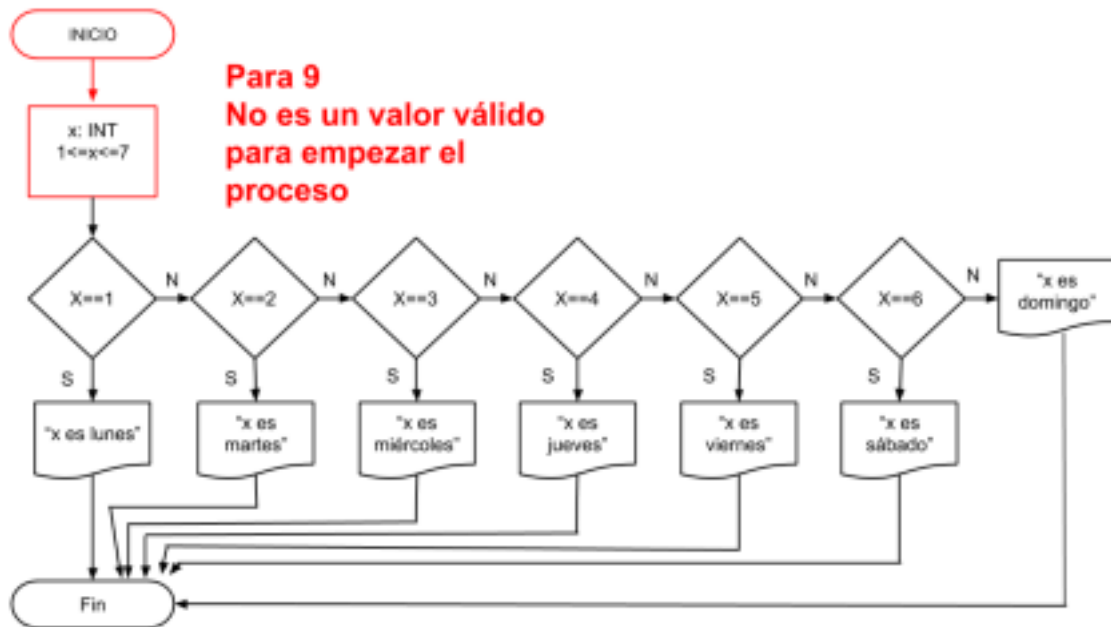 INICIO
Para 9
No es un valor válido
para empezar el
proceso
x: INT
1<=x<=7
X==1
N
X==2
N
X==3
N
X==4
N
X==5
N
X==6
N
"x es
domingo"
S
S
S
S
S
S
"x es lunes"
"x es
martes"
"x es
miércoles"
"x es
jueves"
"x es
viernes"
"x es
sábado"
Fin